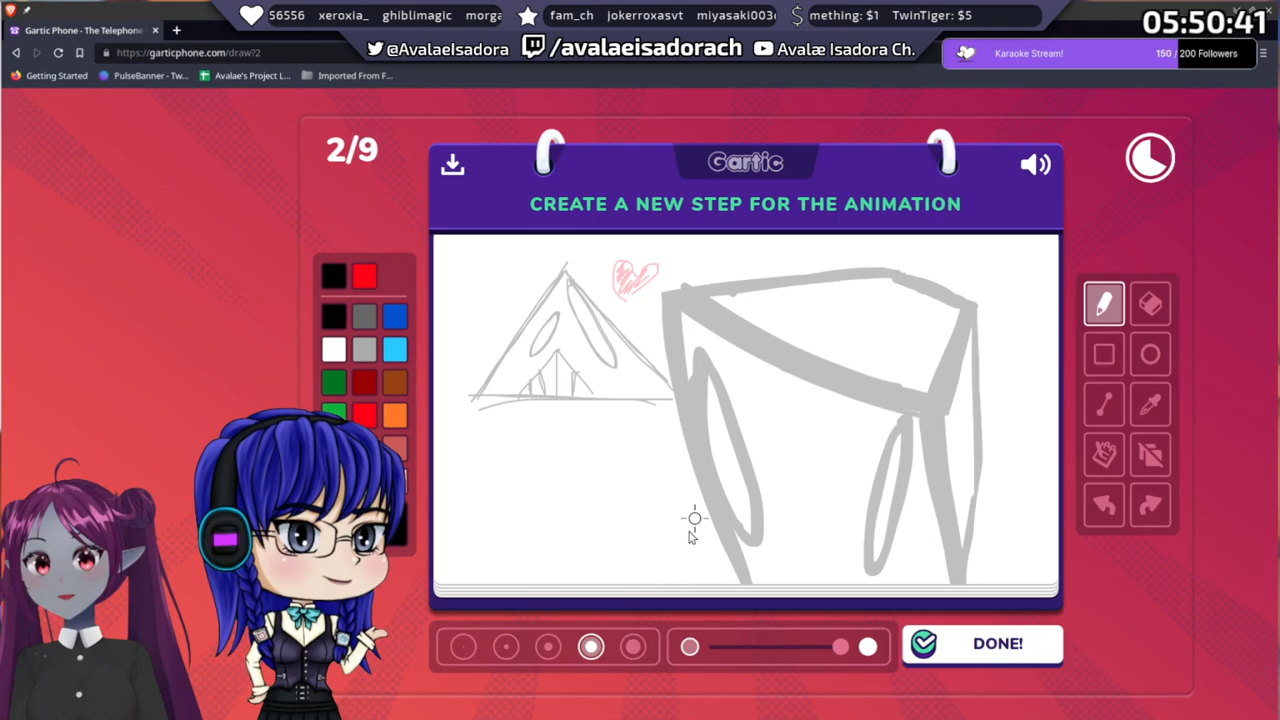 56556 xeroxia_ ghiblimagic morga
fam_ch jokerroxasvt miyasaki003
mething: $1 TwinTiger: $5
05:50:41
Gartic Phone - The Telephone
https://garticphone.com/draw?2
@AvalaeIsadora
/avalaeisadorach
Avalæ Isadora Ch.
Karaoke Stream!
150 / 200 Followers
Getting Started
PulseBanner - Tw...
Avalae's Project L...
Imported From F...
2/9
Gartic
CREATE A NEW STEP FOR THE ANIMATION
DONE!